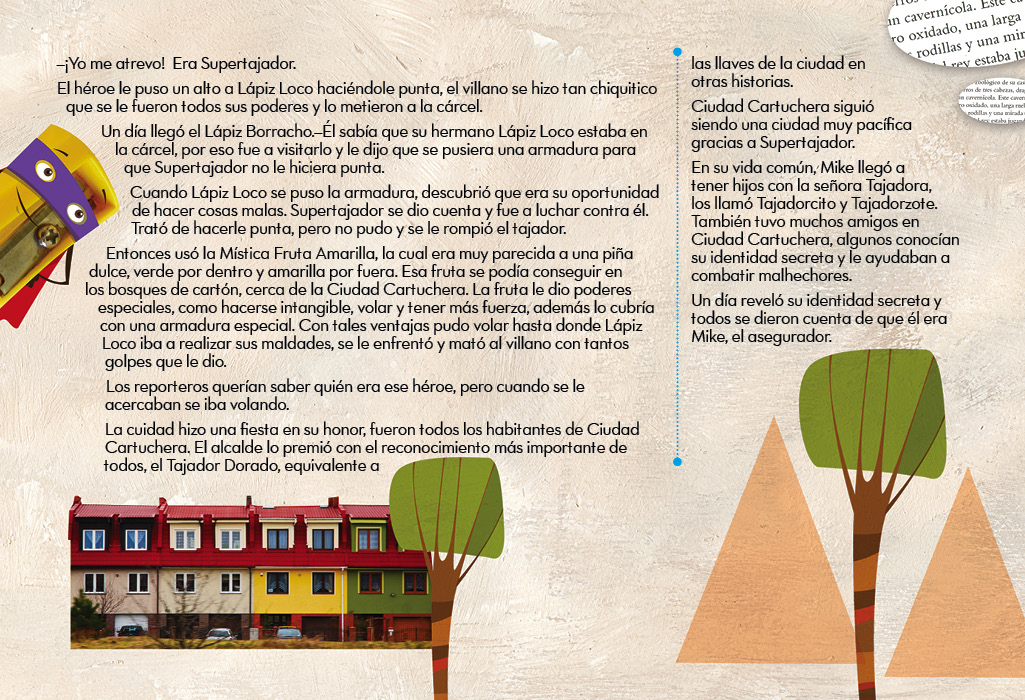 –¡Yo me atrevo! Era Supertajador.
El héroe le puso un alto a Lápiz Loco haciéndole punta, el villano se hizo tan chiquitico
que se le fueron todos sus poderes y lo metieron a la cárcel.
Un día llegó el Lápiz Borracho.–Él sabía que su hermano Lápiz Loco estaba en
la cárcel, por eso fue a visitarlo y le dijo que se pusiera una armadura para
que Supertajador no le hiciera punta.
Cuando Lápiz Loco se puso la armadura, descubrió que era su oportunidad
de hacer cosas malas. Supertajador se dio cuenta y fue a luchar contra él.
Trató de hacerle punta, pero no pudo y se le rompió el tajador.
Entonces usó la Mística Fruta Amarilla, la cual era muy parecida a una piña
dulce, verde por dentro y amarilla por fuera. Esa fruta se podía conseguir en
los bosques de cartón, cerca de la Ciudad Cartuchera. La fruta le dio poderes
especiales, como hacerse intangible, volar y tener más fuerza, además lo cubría
con una armadura especial. Con tales ventajas pudo volar hasta donde Lápiz
Loco iba a realizar sus maldades, se le enfrentó y mató al villano con tantos
golpes que le dio.
Los reporteros querían saber quién era ese héroe, pero cuando se le
acercaban se iba volando.
La cuidad hizo una fiesta en su honor, fueron todos los habitantes de Ciudad
Cartuchera. El alcalde lo premió con el reconocimiento más importante de
todos, el Tajador Dorado, equivalente a
las llaves de la ciudad en
otras historias.
Ciudad Cartuchera siguió
siendo una ciudad muy pacífica
gracias a Supertajador.
En su vida común, Mike llegó a
tener hijos con la señora Tajadora,
los llamó Tajadorcito y Tajadorzote.
También tuvo muchos amigos en
Ciudad Cartuchera, algunos conocían
su identidad secreta y le ayudaban a
combatir malhechores.
Un día reveló su identidad secreta y
todos se dieron cuenta de que él era
Mike, el asegurador.
cavernícola. Este
oxidado, una larga
rodillas y una
rey estaba
de tres cabezas,
cavernícola. Este
oxidado, una larga
rodillas y una mirada
rey estaba